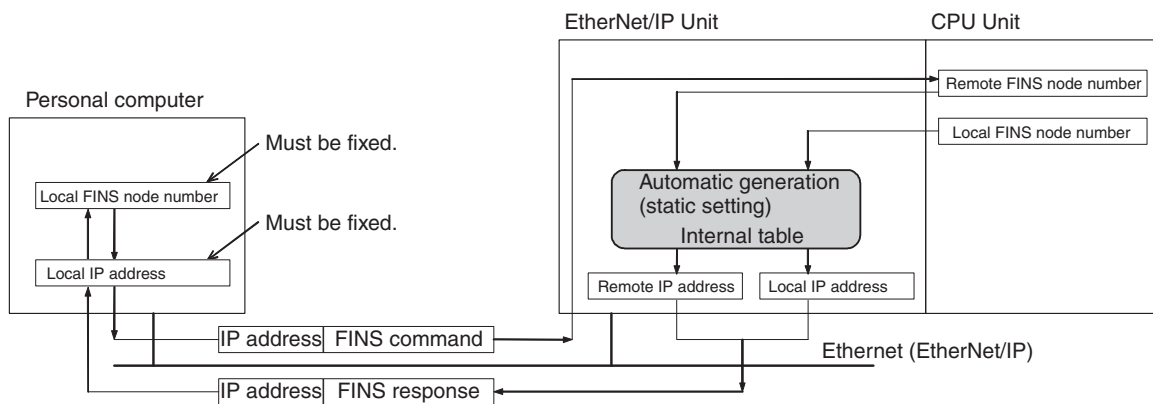 EtherNet/IP Unit
CPU Unit
Personal computer
Remote FINS node number
Must be fixed.
Local FINS node number
Local FINS node number
Automatic generation
(static setting)
Internal table
Must be fixed.
Local IP address
Remote IP address
Local IP address
IP address
FINS command
Ethernet (EtherNet/IP)
IP address
FINS response